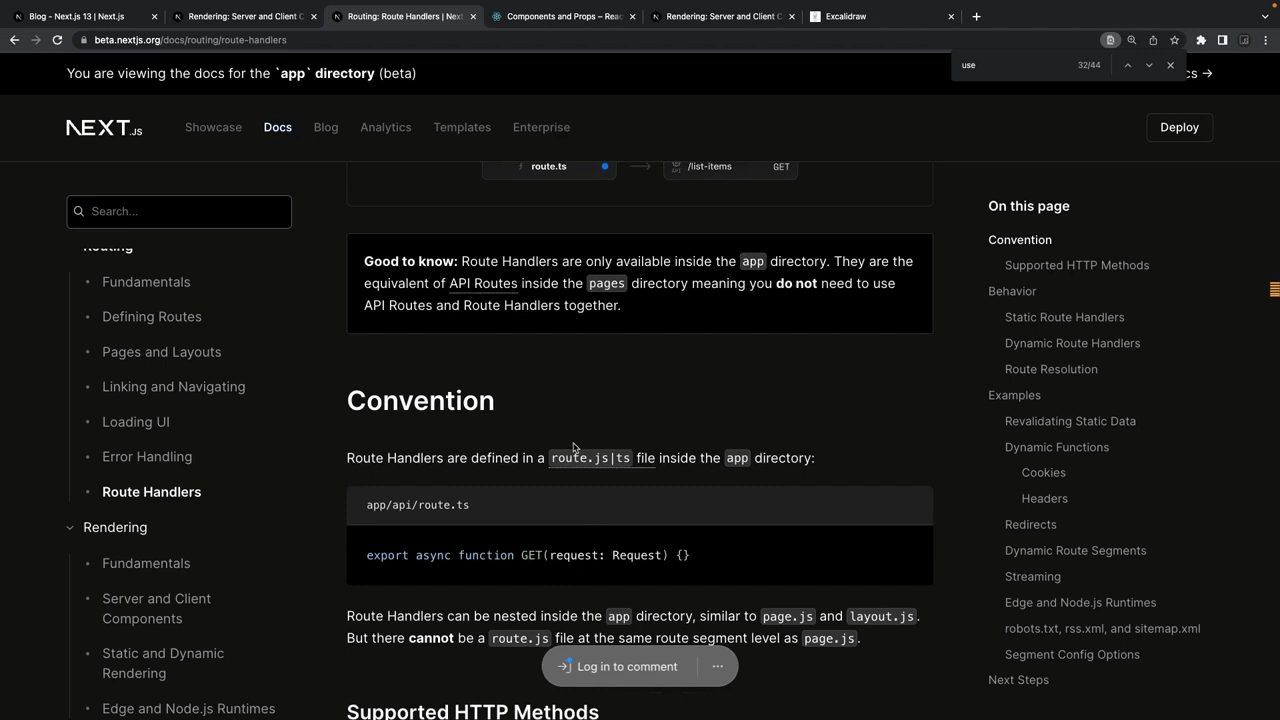 Blog - Next.js 13 | Next.js
Rendering: Server and Client C
Routing: Route Handlers | Next
Components and Props – Reac
Rendering: Server and Client C
Excalidraw
beta.nextjs.org/docs/routing/route-handlers
use
32/44
You are viewing the docs for the `app` directory (beta)
cs →
NEXT.JS
Showcase
Docs
Blog
Analytics
Templates
Enterprise
Deploy
Search...
Routing
Fundamentals
Defining Routes
Pages and Layouts
Linking and Navigating
Loading UI
Error Handling
Route Handlers
Rendering
Fundamentals
Server and Client
Components
Static and Dynamic
Rendering
Edge and Node.js Runtimes
route.ts
/list-items
GET
Good to know: Route Handlers are only available inside the app directory. They are the
equivalent of API Routes inside the pages directory meaning you do not need to use
API Routes and Route Handlers together.
Convention
Route Handlers are defined in a route.js|ts file inside the app directory:
app/api/route.ts
export async function GET(request: Request) {}
Route Handlers can be nested inside the app directory, similar to page.js and layout.js.
But there cannot be a route.js file at the same route segment level as page.js.
Log in to comment
Supported HTTP Methods
On this page
Convention
Supported HTTP Methods
Behavior
Static Route Handlers
Dynamic Route Handlers
Route Resolution
Examples
Revalidating Static Data
Dynamic Functions
Cookies
Headers
Redirects
Dynamic Route Segments
Streaming
Edge and Node.js Runtimes
robots.txt, rss.xml, and sitemap.xml
Segment Config Options
Next Steps